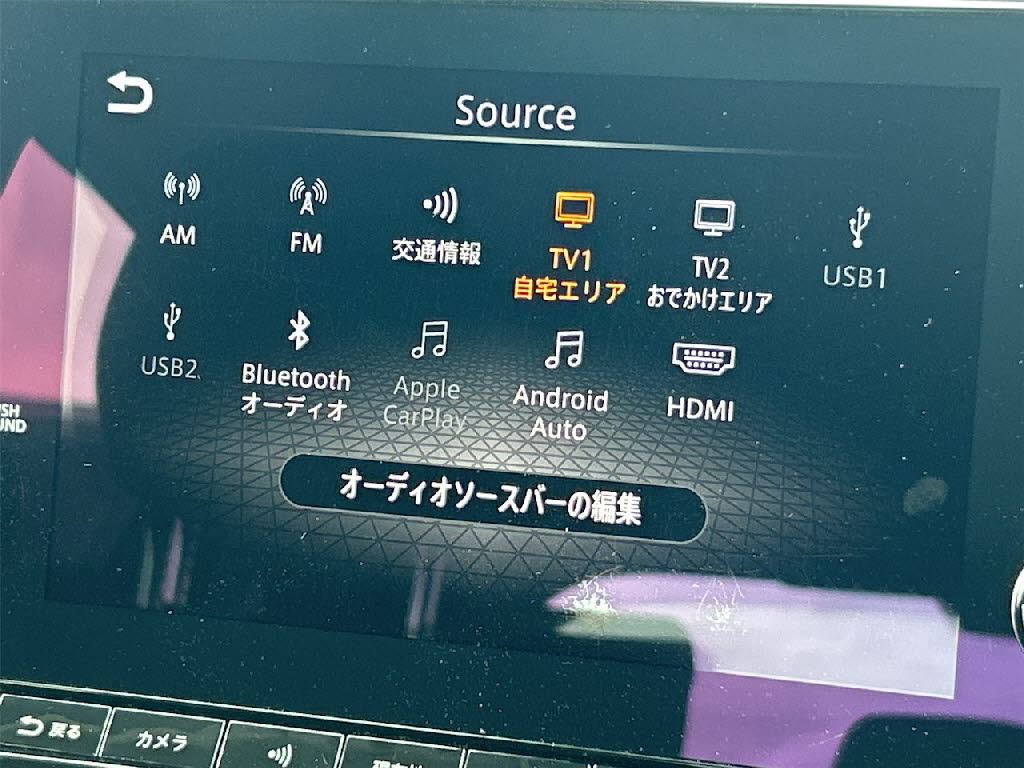 Source
AM
FM
交通情報
TV1
自宅エリア
TV2
おでかけエリア
USB1
USB2
Bluetooth
オーディオ
Apple
CarPlay
Android
Auto
HDMI
オーディオソースバーの編集
戻る
カメラ